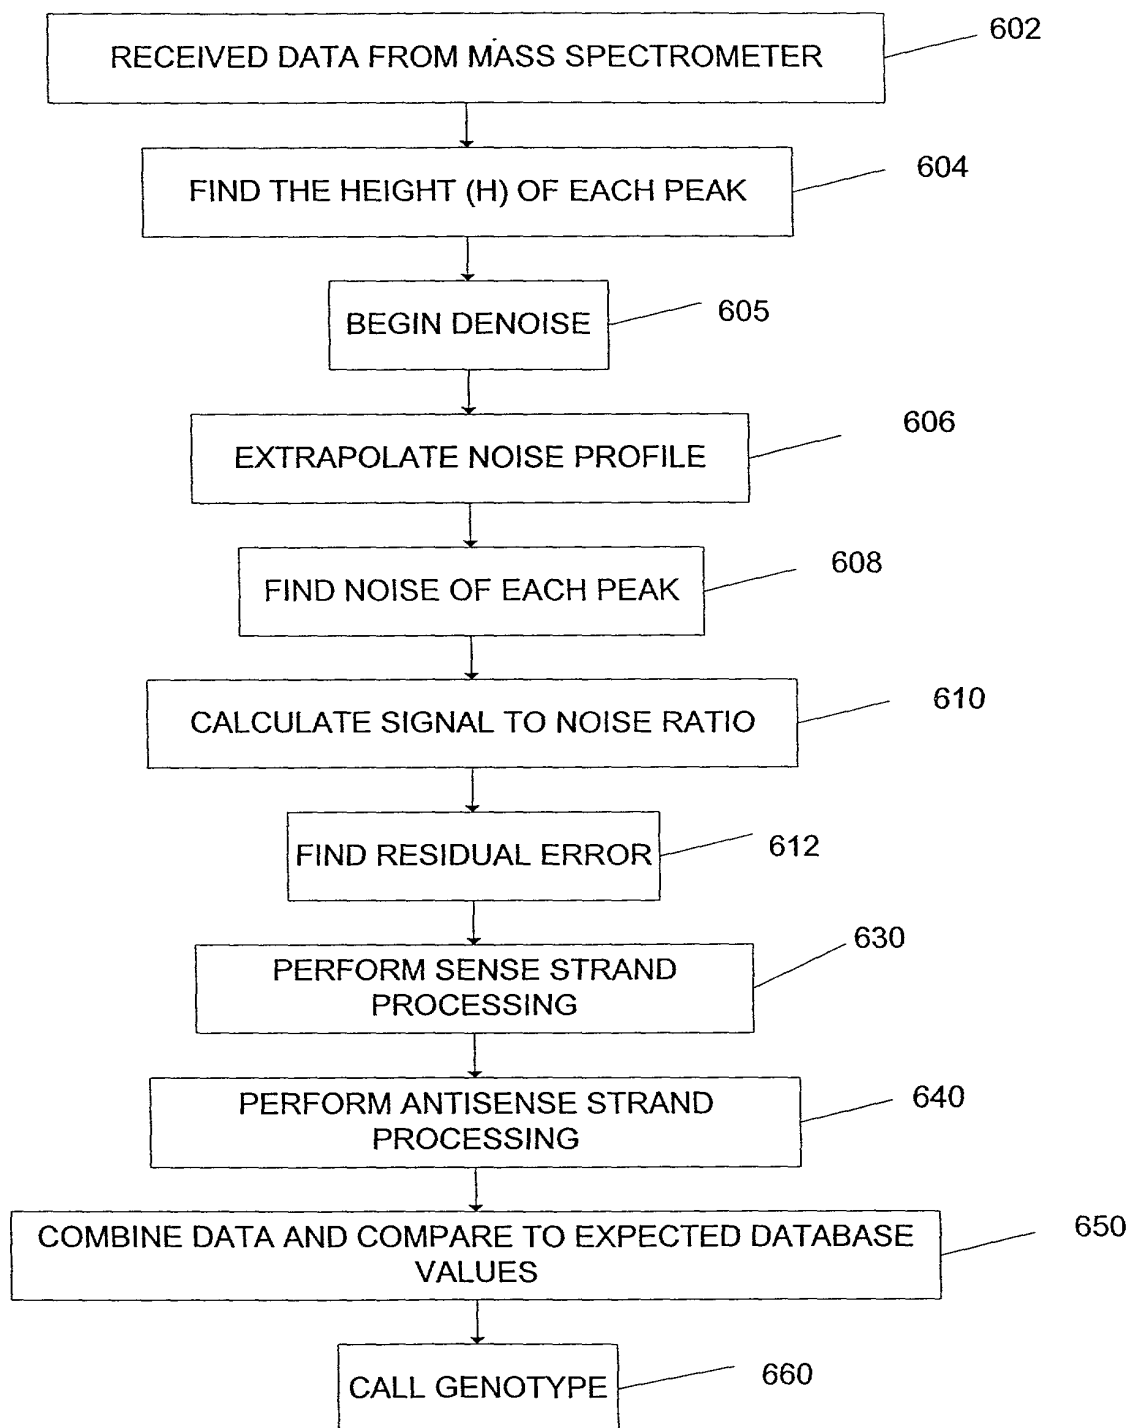 RECEIVED DATA FROM MASS SPECTROMETER
602
FIND THE HEIGHT (H) OF EACH PEAK
604
BEGIN DENOISE
605
EXTRAPOLATE NOISE PROFILE
606
FIND NOISE OF EACH PEAK
608
CALCULATE SIGNAL TO NOISE RATIO
610
FIND RESIDUAL ERROR
612
PERFORM SENSE STRAND
PROCESSING
630
PERFORM ANTISENSE STRAND
PROCESSING
640
COMBINE DATA AND COMPARE TO EXPECTED DATABASE
VALUES
650
CALL GENOTYPE
660